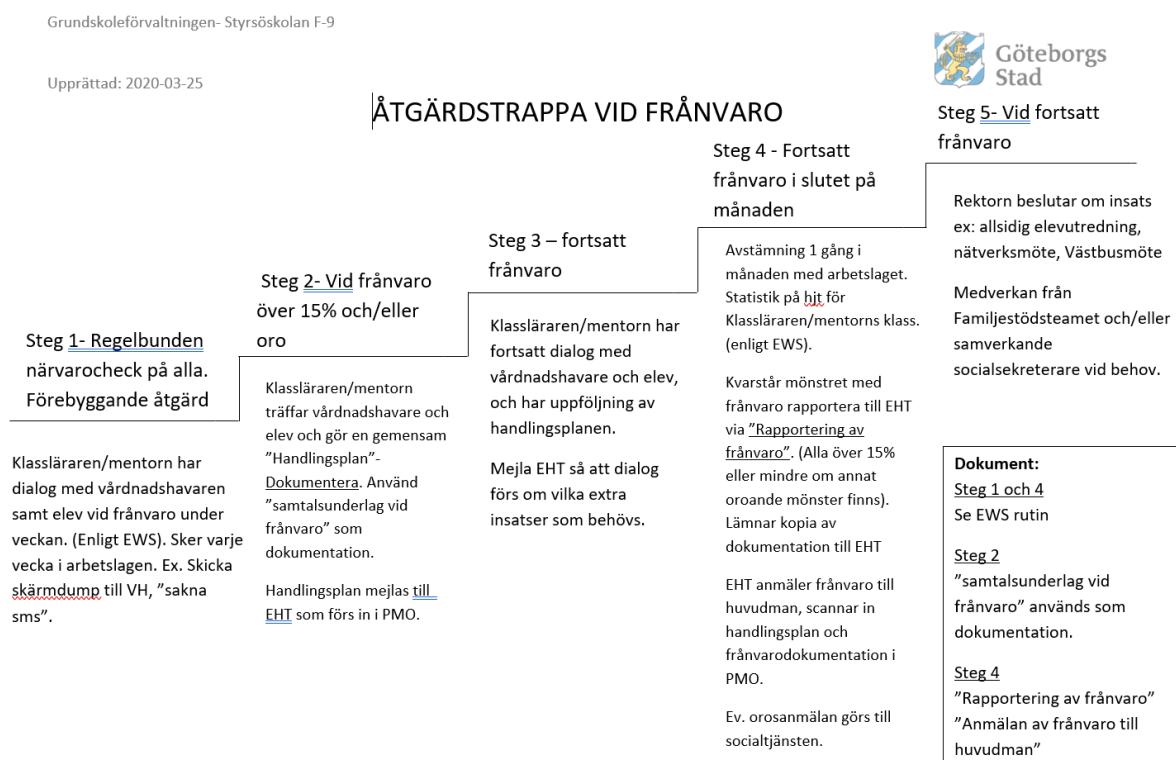 Grundskoleförvaltningen- Styrsöskolan F-9
Upprättad: 2020-03-25
Göteborgs
Stad
ÅTGÄRDSTRAPPA VID FRÅNVARO
Steg 1- Regelbunden
närvarocheck på alla.
Förebyggande åtgärd
Klassläraren/mentorn har
dialog med vårdnadshavaren
samt elev vid frånvaro under
veckan. (Enligt EWS). Sker varje
vecka i arbetslagen. Ex. Skicka
skärmdump till VH, ”sakna
sms”.
Steg 2- Vid frånvaro
över 15% och/eller
oro
Klassläraren/mentorn
träffar vårdnadshavare och
elev och gör en gemensam
”Handlingsplan”-
Dokumentera. Använd
”samtalsunderlag vid
frånvaro” som
dokumentation.
Handlingsplan mejlas till
EHT som förs in i PMO.
Steg 3 – fortsatt
frånvaro
Klassläraren/mentorn har
fortsatt dialog med
vårdnadshavare och elev,
och har uppföljning av
handlingsplanen.
Mejla EHT så att dialog
förs om vilka extra
insatser som behövs.
Steg 4 - Fortsatt
frånvaro i slutet på
månaden
Avstämning 1 gång i
månaden med arbetslaget.
Statistik på hjt för
Klassläraren/mentorns klass.
(enligt EWS).
Kvarstår mönstret med
frånvaro rapportera till EHT
via ”Rapportering av
frånvaro”. (Alla över 15%
eller mindre om annat
oroande mönster finns).
Lämnar kopia av
dokumentation till EHT
EHT anmäler frånvaro till
huvudman, scannar in
handlingsplan och
frånvarodokumentation i
PMO.
Ev. orosanmälan görs till
socialtjänsten.
Steg 5- Vid fortsatt
frånvaro
Rektorn beslutar om insats
ex: allsidig elevutredning,
nätverksmöte, Västbusmöte
Medverkan från
Familjestödsteamet och/eller
samverkande
socialsekreterare vid behov.
Dokument:
Steg 1 och 4
Se EWS rutin
Steg 2
”samtalsunderlag vid
frånvaro” används som
dokumentation.
Steg 4
”Rapportering av frånvaro”
”Anmälan av frånvaro till
huvudman”